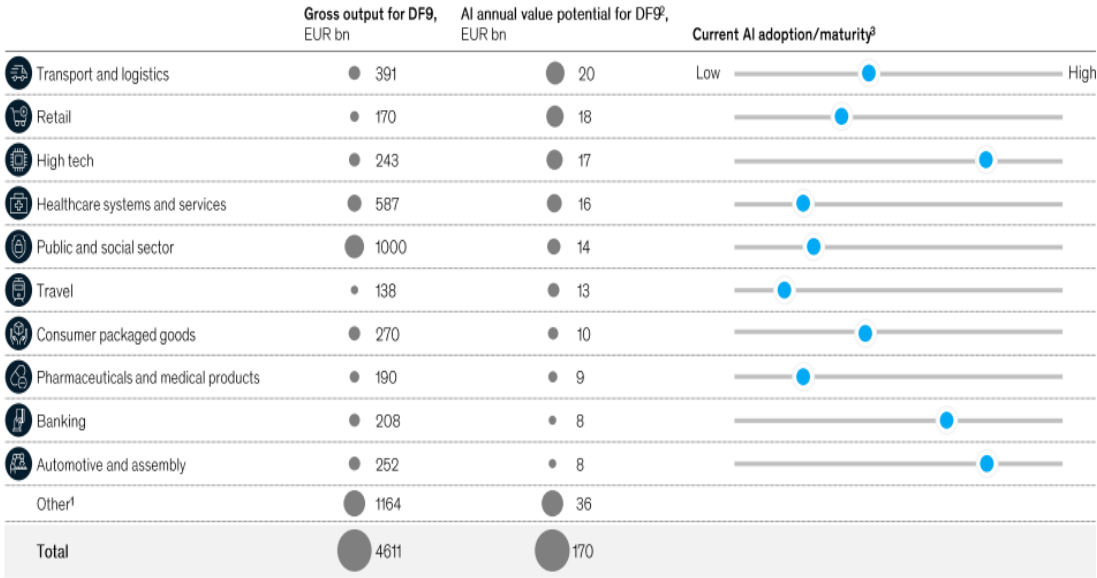 Gross output for DF9, AI annual value potential for DF9²,
EUR bn EUR bn Current AI adoption/maturity³
Transport and logistics 391 20 Low High
Retail 170 18
High tech 243 17
Healthcare systems and services 587 16
Public and social sector 1000 14
Travel 138 13
Consumer packaged goods 270 10
Pharmaceuticals and medical products 190 9
Banking 208 8
Automotive and assembly 252 8
Other¹ 1164 36
Total 4611 170